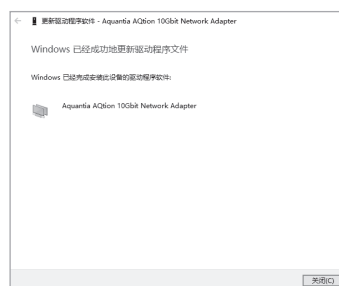 更新驱动程序软件 - Aquantia AQtion 10Gbit Network Adapter
Windows 已经成功地更新驱动程序文件
Windows 已经完成安装此设备的驱动程序软件:
Aquantia AQtion 10Gbit Network Adapter
关闭(C)